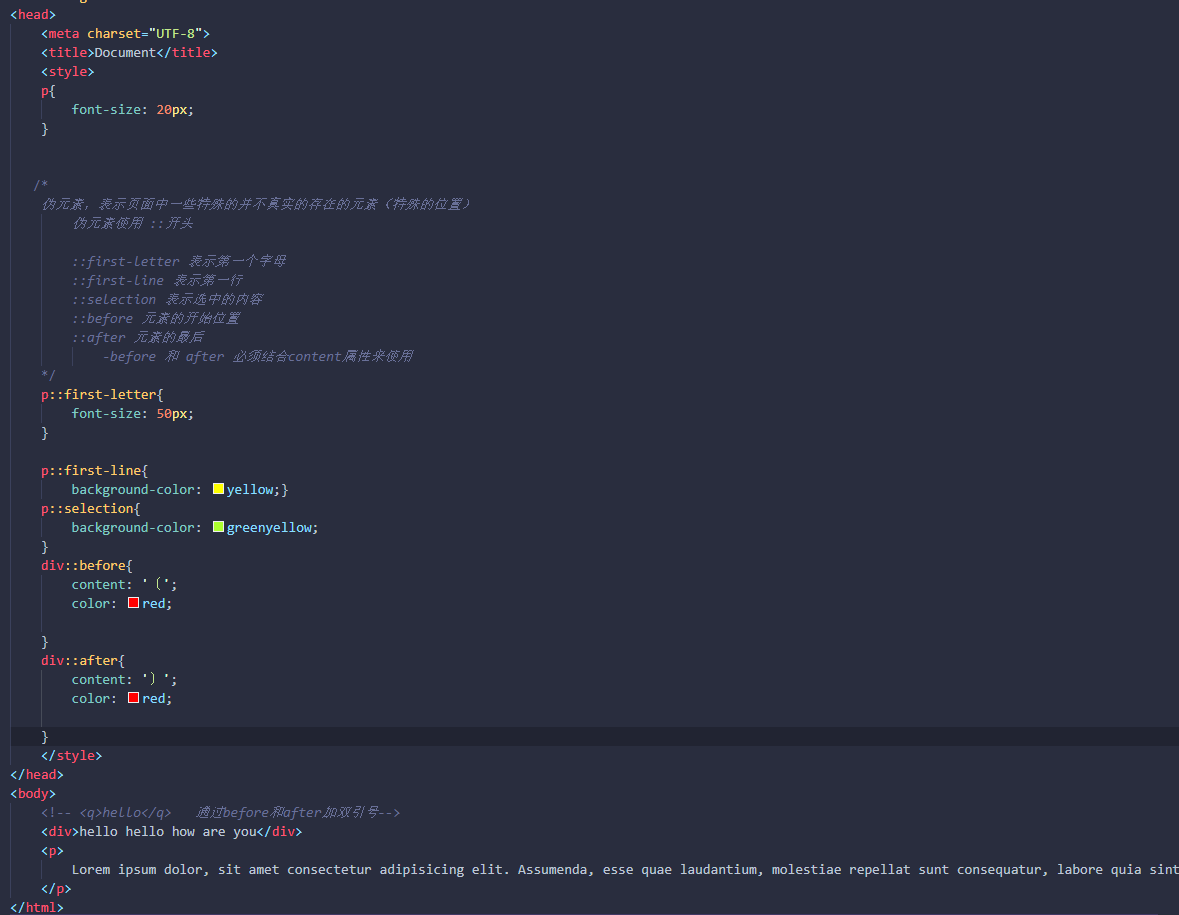 <head>
<meta charset="UTF-8">
<title>Document</title>
<style>
p{
font-size: 20px;
}
/*
伪元素，表示页面中一些特殊的并不真实的存在的元素（特殊的位置）
伪元素使用 ::开头
::first-letter 表示第一个字母
::first-line 表示第一行
::selection 表示选中的内容
::before 元素的开始位置
::after 元素的最后
-before 和 after 必须结合content属性来使用
*/
p::first-letter{
font-size: 50px;
}
p::first-line{
background-color: yellow;}
p::selection{
background-color: greenyellow;
}
div::before{
content: '（';
color: red;
}
div::after{
content: '）';
color: red;
}
</style>
</head>
<body>
<!-- <q>hello</q> 通过before和after加双引号-->
<div>hello hello how are you</div>
<p>
Lorem ipsum dolor, sit amet consectetur adipisicing elit. Assumenda, esse quae laudantium, molestiae repellat sunt consequatur, labore quia sint
</p>
</html>